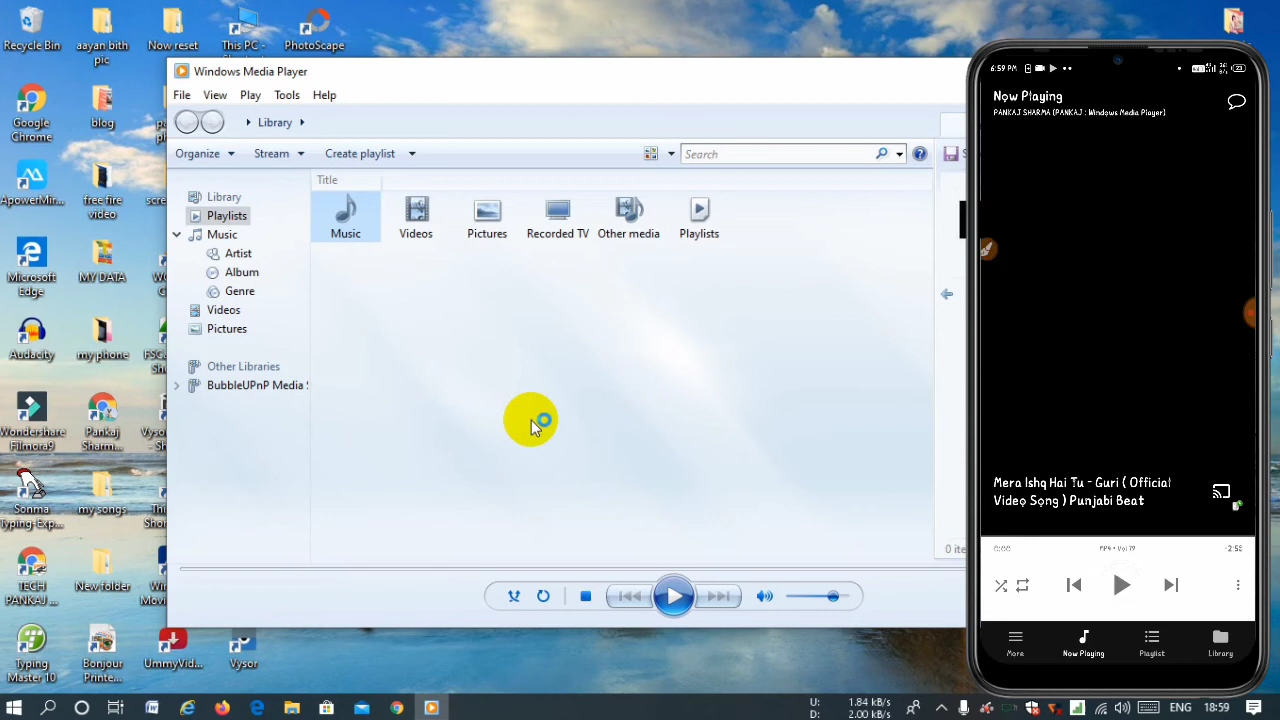 Recycle Bin
aayan bith
pic
Now reset
This PC -
PhotoScape
Google
Chrome
blog
ApowerMir...
free fire
video
Microsoft
Edge
MY DATA
Audacity
my phone
Wondershare
Filmora9
Pankaj
Sharm...
Sonma
Typing-Exp...
my songs
TECH
PANKAJ ...
New folder
Typing
Master 10
Bonjour
Printe...
UmmyVid...
Vysor
Windows Media Player
File View Play Tools Help
Library
Organize Stream Create playlist Search
Title
Library
Playlists
Music
Artist
Album
Genre
Videos
Pictures
Other Libraries
BubbleUPnP Media S
Music Videos Pictures Recorded TV Other media Playlists
0 ite
6:59 PM
Now Playing
PANKAJ SHARMA (PANKAJ : Windows Media Player)
Mera Ishq Hai Tu - Guri ( Official
Video Song ) Punjabi Beat
0:00
More Now Playing Playlist Library
U: 1.84 kB/s
D: 2.00 kB/s
ENG 18:59